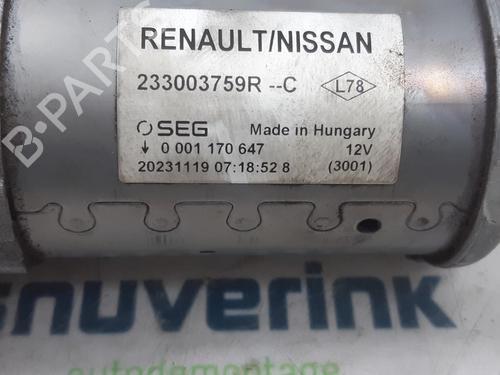 RENAULT/NISSAN
233003759R --C L78
SEG Made in Hungary
0 001 170 647 12V
20231119 07:18:52 8 (3001)
B-PARTS
snuverink
autodemontage